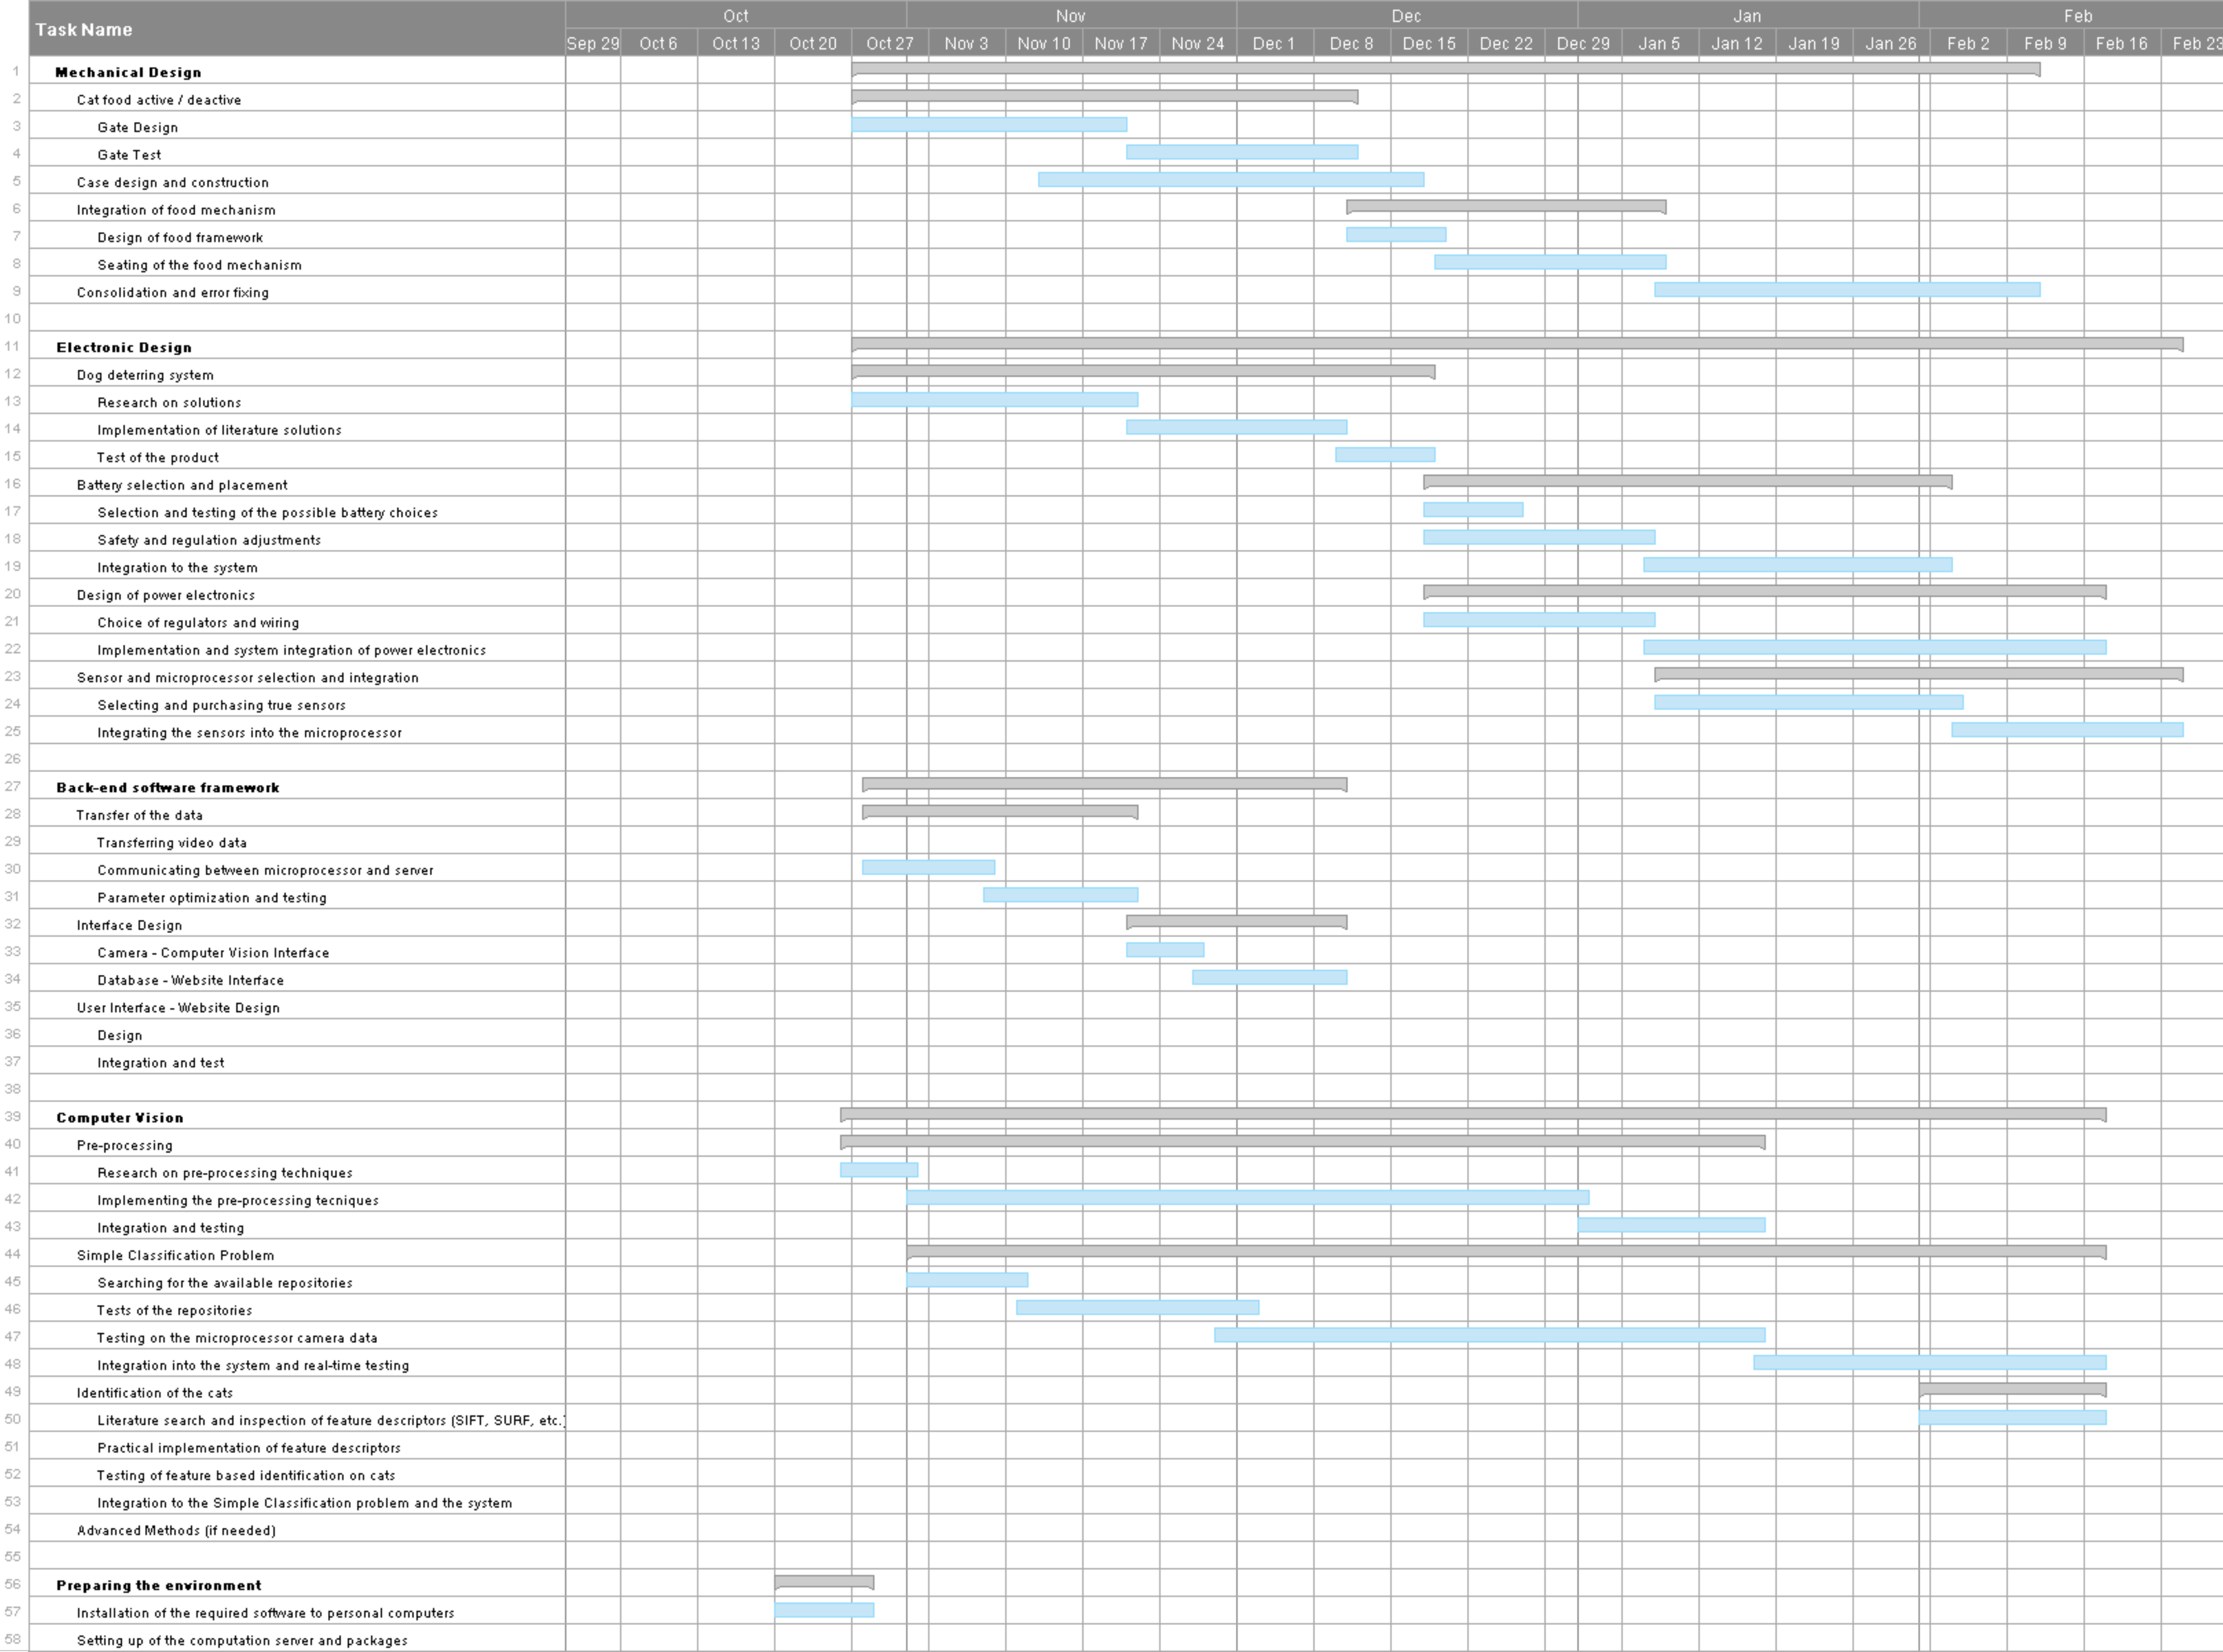 Task Name
Oct Nov Dec Jan Feb
Sep 29 Oct 6 Oct 13 Oct 20 Oct 27 Nov 3 Nov 10 Nov 17 Nov 24 Dec 1 Dec 8 Dec 15 Dec 22 Dec 29 Jan 5 Jan 12 Jan 19 Jan 26 Feb 2 Feb 9 Feb 16 Feb 23
1 Mechanical Design
2 Cat food active / deactive
3 Gate Design
4 Gate Test
5 Case design and construction
6 Integration of food mechanism
7 Design of food framework
8 Seating of the food mechanism
9 Consolidation and error fixing
10
11 Electronic Design
12 Dog deterring system
13 Research on solutions
14 Implementation of literature solutions
15 Test of the product
16 Battery selection and placement
17 Selection and testing of the possible battery choices
18 Safety and regulation adjustments
19 Integration to the system
20 Design of power electronics
21 Choice of regulators and wiring
22 Implementation and system integration of power electronics
23 Sensor and microprocessor selection and integration
24 Selecting and purchasing true sensors
25 Integrating the sensors into the microprocessor
26
27 Back-end software framework
28 Transfer of the data
29 Transferring video data
30 Communicating between microprocessor and server
31 Parameter optimization and testing
32 Interface Design
33 Camera - Computer Vision Interface
34 Database - Website Interface
35 User Interface - Website Design
36 Design
37 Integration and test
38
39 Computer Vision
40 Pre-processing
41 Research on pre-processing techniques
42 Implementing the pre-processing tecniques
43 Integration and testing
44 Simple Classification Problem
45 Searching for the available repositories
46 Tests of the repositories
47 Testing on the microprocessor camera data
48 Integration into the system and real-time testing
49 Identification of the cats
50 Literature search and inspection of feature descriptors (SIFT, SURF, etc.)
51 Practical implementation of feature descriptors
52 Testing of feature based identification on cats
53 Integration to the Simple Classification problem and the system
54 Advanced Methods (if needed)
55
56 Preparing the environment
57 Installation of the required software to personal computers
58 Setting up of the computation server and packages